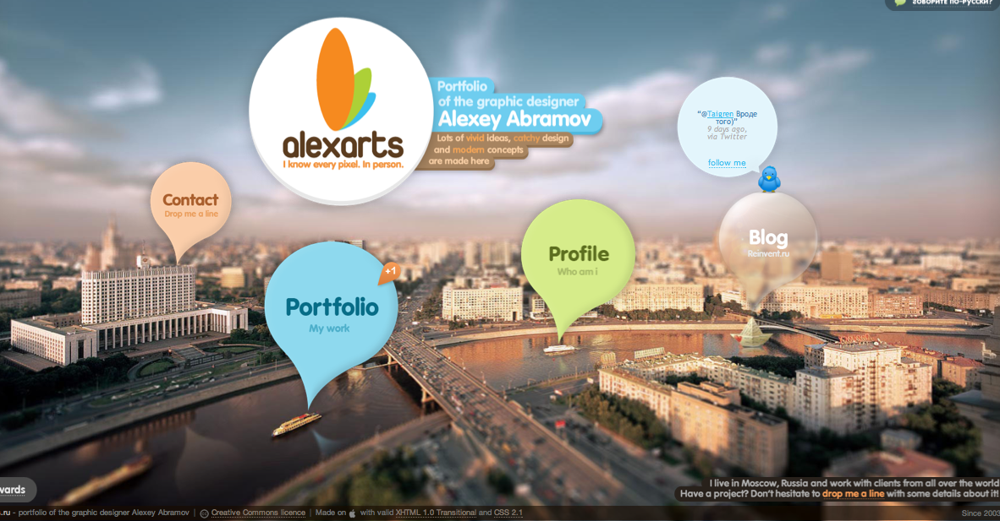 говорите по-русски?
alexarts
I know every pixel. In person.
Portfolio
of the graphic designer
Alexey Abramov
Lots of vivid ideas, catchy design
and modern concepts
are made here
"@Taigren Вроде
того)"
9 days ago,
via Twitter
follow me
Contact
Drop me a line
Profile
Who am i
Blog
Reinvent.ru
+1
Portfolio
My work
wards
I live in Moscow, Russia and work with clients from all over the world
Have a project? Don't hesitate to drop me a line with some details about it!
s.ru - portfolio of the graphic designer Alexey Abramov | Creative Commons licence | Made on with valid XHTML 1.0 Transitional and CSS 2.1
Since 2003